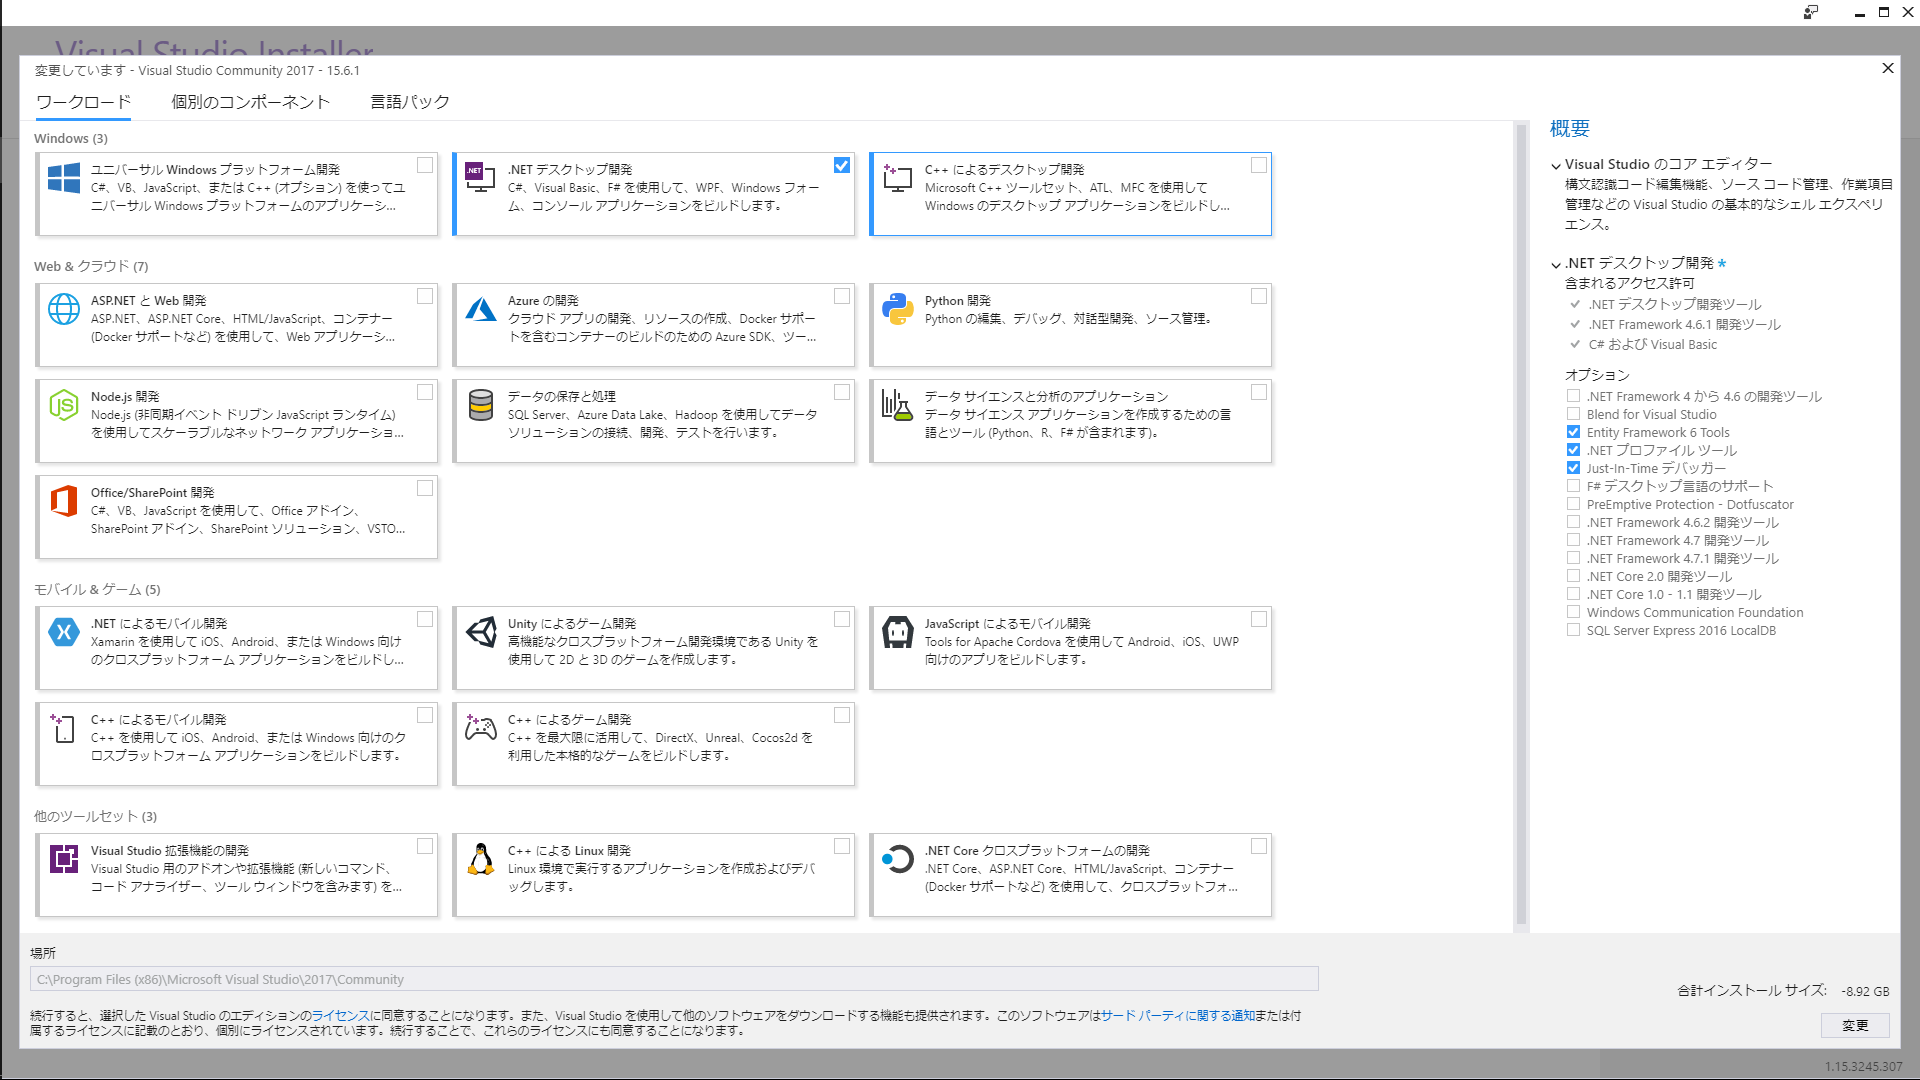 Visual Studio Installer
変更しています - Visual Studio Community 2017 - 15.6.1
ワークロード 個別のコンポーネント 言語パック
Windows (3)
ユニバーサル Windows プラットフォーム開発
C#、VB、JavaScript、または C++ (オプション) を使ってユ
ニバーサル Windows プラットフォームのアプリケーシ...
.NET
.NET デスクトップ開発
C#、Visual Basic、F# を使用して、WPF、Windows フォー
ム、コンソール アプリケーションをビルドします。
C++ によるデスクトップ開発
Microsoft C++ ツールセット、ATL、MFC を使用して
Windows のデスクトップ アプリケーションをビルドし...
Web & クラウド (7)
ASP.NET と Web 開発
ASP.NET、ASP.NET Core、HTML/JavaScript、コンテナー
(Docker サポートなど) を使用して、Web アプリケーシ...
Azure の開発
クラウド アプリの開発、リソースの作成、Docker サポー
トを含むコンテナーのビルドのための Azure SDK、ツー...
Python 開発
Python の編集、デバッグ、対話型開発、ソース管理。
JS
Node.js 開発
Node.js (非同期イベント ドリブン JavaScript ランタイム)
を使用してスケーラブルなネットワーク アプリケーショ...
データの保存と処理
SQL Server、Azure Data Lake、Hadoop を使用してデータ
ソリューションの接続、開発、テストを行います。
データ サイエンスと分析のアプリケーション
データ サイエンス アプリケーションを作成するための言
語とツール (Python、R、F# が含まれます)。
Office/SharePoint 開発
C#、VB、JavaScript を使用して、Office アドイン、
SharePoint アドイン、SharePoint ソリューション、VSTO...
モバイル & ゲーム (5)
.NET によるモバイル開発
Xamarin を使用して iOS、Android、または Windows 向け
のクロスプラットフォーム アプリケーションをビルドし...
Unity によるゲーム開発
高機能なクロスプラットフォーム開発環境である Unity を
使用して 2D と 3D のゲームを作成します。
JavaScript によるモバイル開発
Tools for Apache Cordova を使用して Android、iOS、UWP
向けのアプリをビルドします。
C++ によるモバイル開発
C++ を使用して iOS、Android、または Windows 向けのク
ロスプラットフォーム アプリケーションをビルドします。
C++ によるゲーム開発
C++ を最大限に活用して、DirectX、Unreal、Cocos2d を
利用した本格的なゲームをビルドします。
他のツールセット (3)
Visual Studio 拡張機能の開発
Visual Studio 用のアドオンや拡張機能 (新しいコマンド、
コード アナライザー、ツール ウィンドウを含みます) を...
C++ による Linux 開発
Linux 環境で実行するアプリケーションを作成およびデバ
ッグします。
.NET Core クロスプラットフォームの開発
.NET Core、ASP.NET Core、HTML/JavaScript、コンテナー
(Docker サポートなど) を使用して、クロスプラットフォ...
概要
Visual Studio のコア エディター
構文認識コード編集機能、ソース コード管理、作業項目
管理などの Visual Studio の基本的なシェル エクスペリ
エンス。
.NET デスクトップ開発 *
含まれるアクセス許可
.NET デスクトップ開発ツール
.NET Framework 4.6.1 開発ツール
C# および Visual Basic
オプション
.NET Framework 4 から 4.6 の開発ツール
Blend for Visual Studio
Entity Framework 6 Tools
.NET プロファイル ツール
Just-In-Time デバッガー
F# デスクトップ言語のサポート
PreEmptive Protection - Dotfuscator
.NET Framework 4.6.2 開発ツール
.NET Framework 4.7 開発ツール
.NET Framework 4.7.1 開発ツール
.NET Core 2.0 開発ツール
.NET Core 1.0 - 1.1 開発ツール
Windows Communication Foundation
SQL Server Express 2016 LocalDB
場所
C:\Program Files (x86)\Microsoft Visual Studio\2017\Community
合計インストール サイズ: -8.92 GB
続行すると、選択した Visual Studio のエディションのライセンスに同意することになります。また、Visual Studio を使用して他のソフトウェアをダウンロードする機能も提供されます。このソフトウェアはサード パーティに関する通知または付
属するライセンスに記載のとおり、個別にライセンスされています。続行することで、これらのライセンスにも同意することになります。
変更
1.15.3245.307